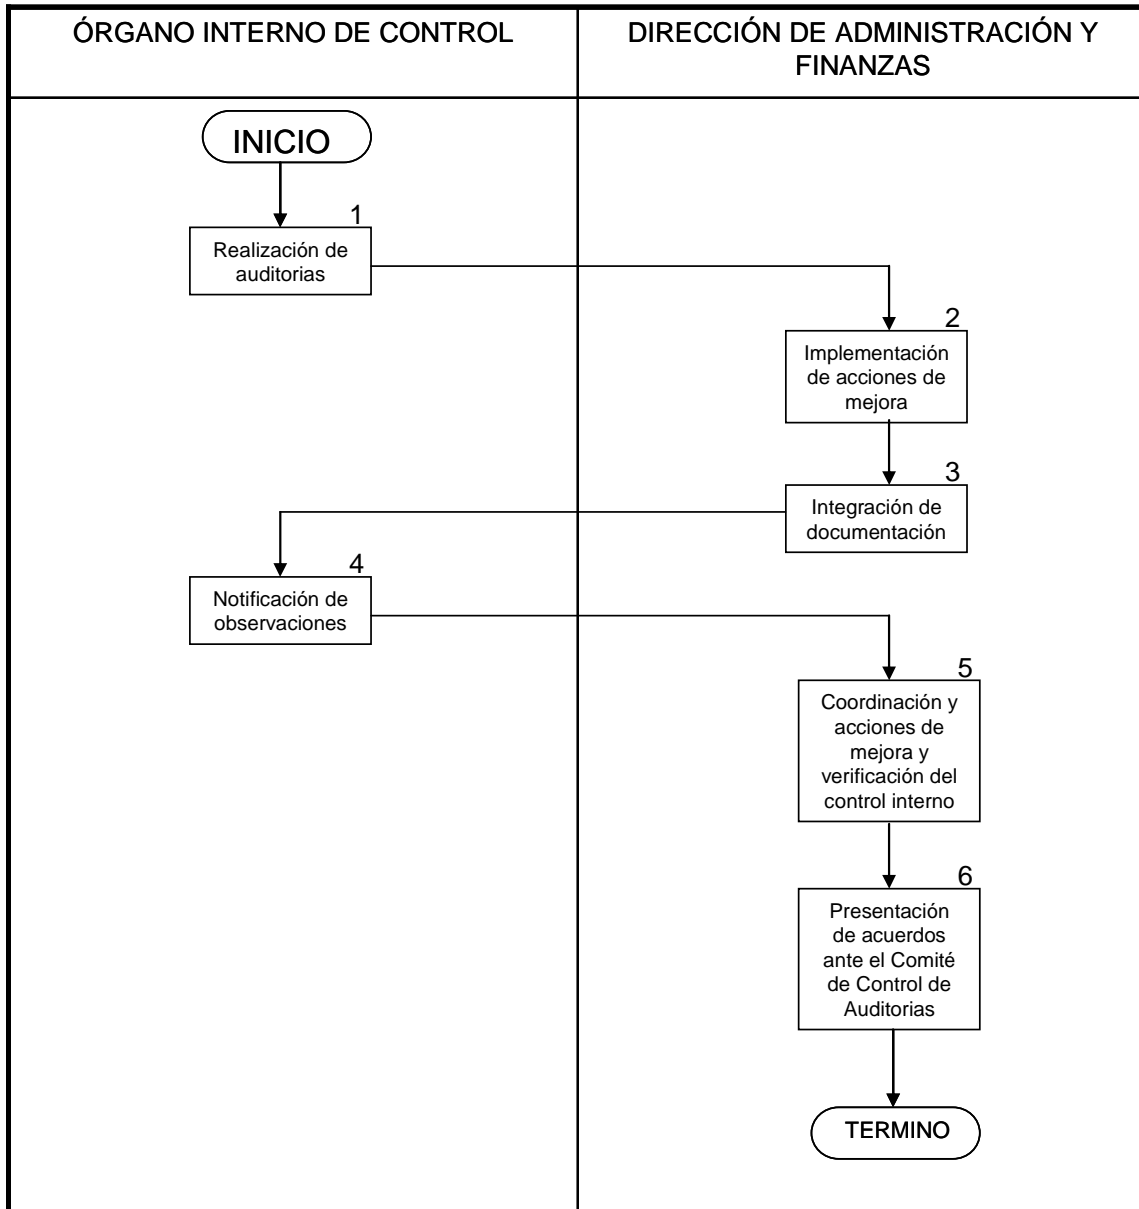 ÓRGANO INTERNO DE CONTROL
DIRECCIÓN DE ADMINISTRACIÓN Y
FINANZAS
INICIO
1
Realización de
auditorias
2
Implementación
de acciones de
mejora
3
Integración de
documentación
4
Notificación de
observaciones
5
Coordinación y
acciones de
mejora y
verificación del
control interno
6
Presentación
de acuerdos
ante el Comité
de Control de
Auditorias
TERMINO